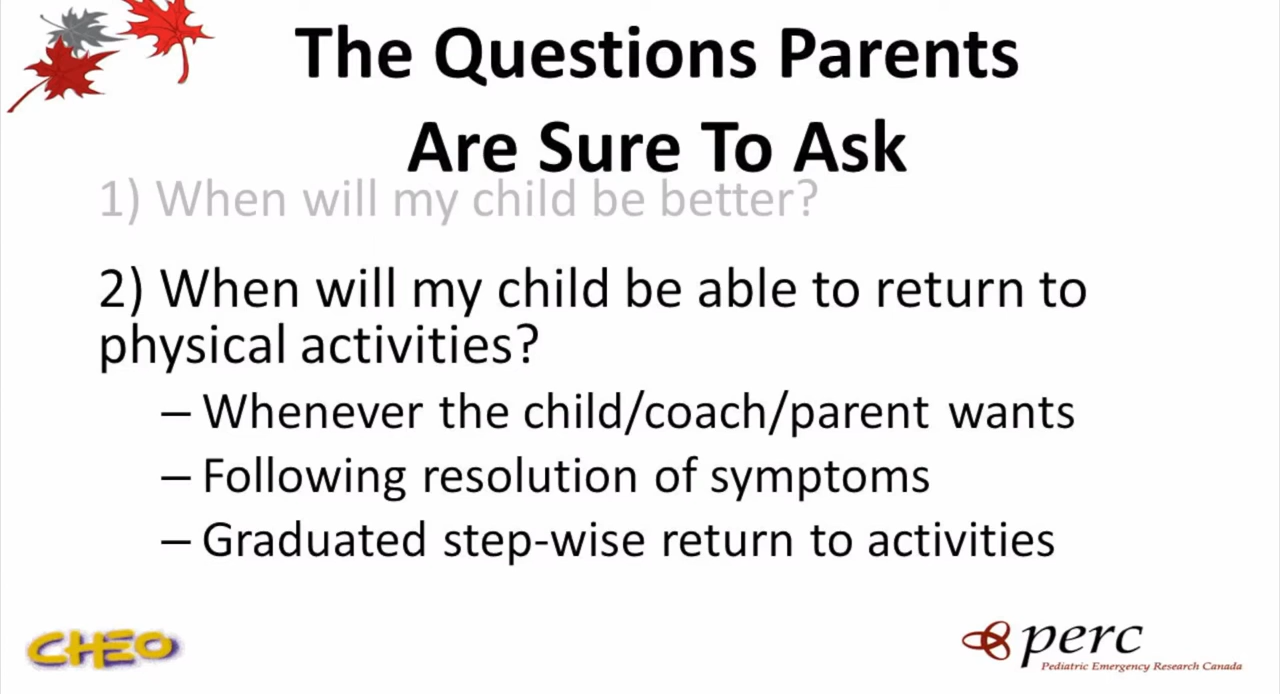 The Questions Parents
Are Sure To Ask
1) When will my child be better?
2) When will my child be able to return to
physical activities?
– Whenever the child/coach/parent wants
– Following resolution of symptoms
– Graduated step-wise return to activities
CHEO
perc
Pediatric Emergency Research Canada